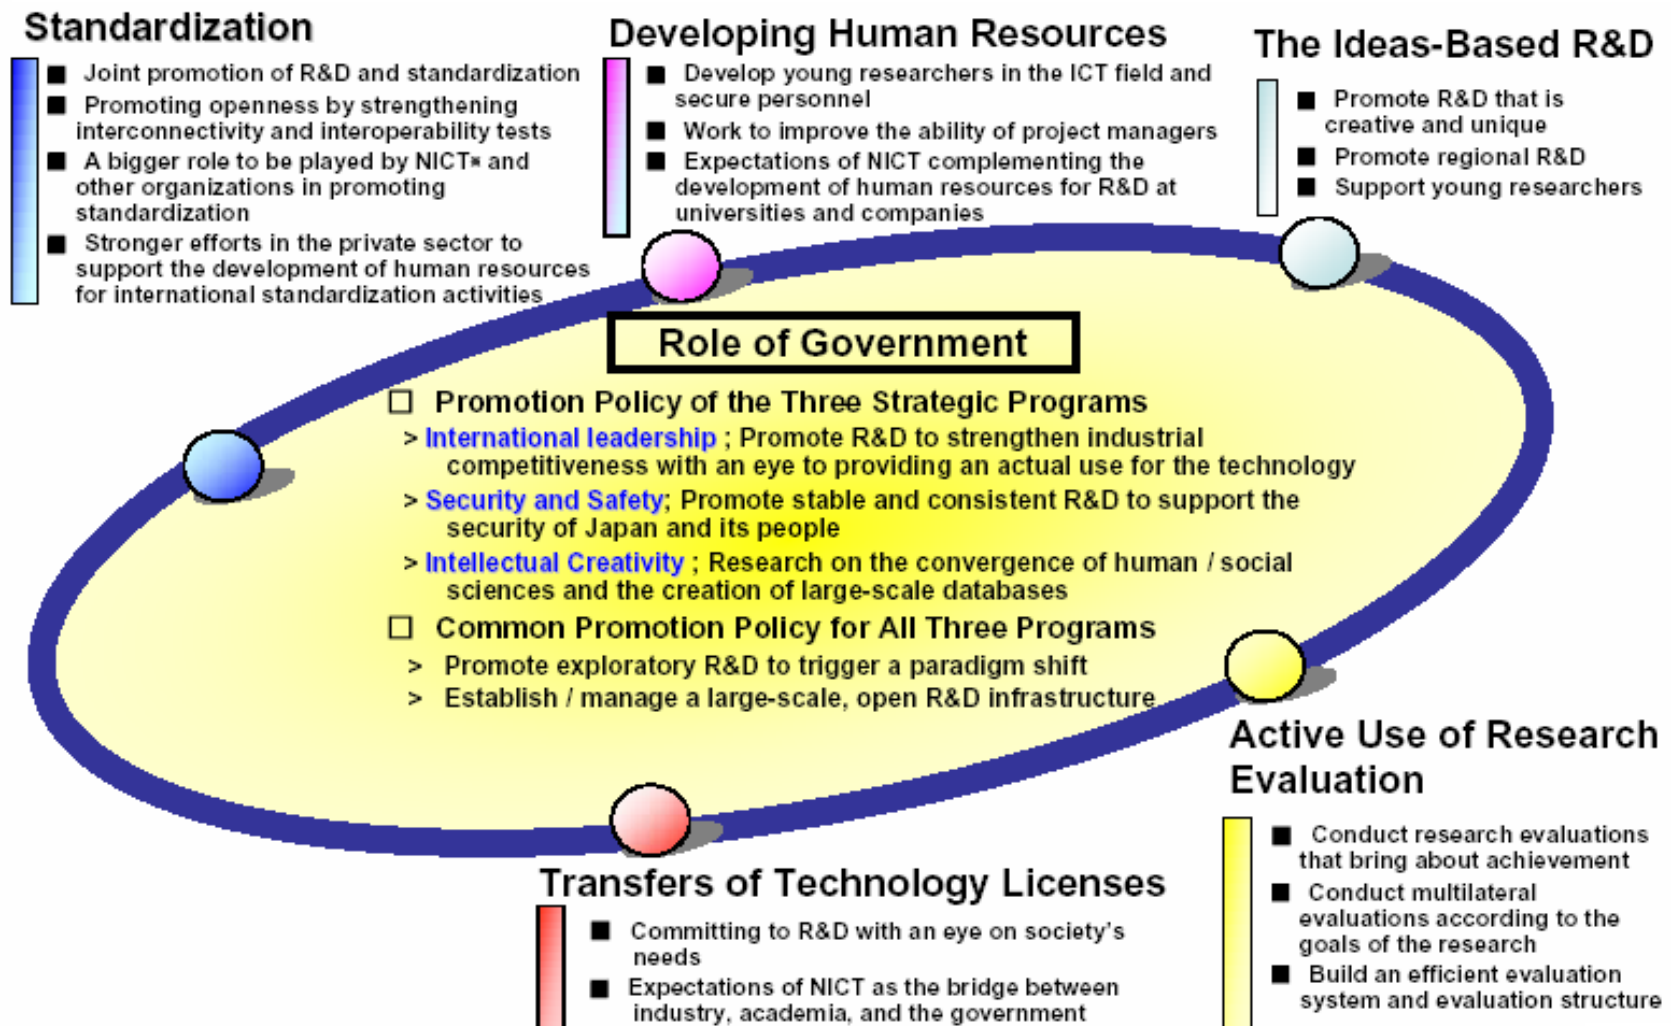 Standardization
■ Joint promotion of R&D and standardization
■ Promoting openness by strengthening
interconnectivity and interoperability tests
■ A bigger role to be played by NICT※ and
other organizations in promoting
standardization
■ Stronger efforts in the private sector to
support the development of human resources
for international standardization activities
Developing Human Resources
■ Develop young researchers in the ICT field and
secure personnel
■ Work to improve the ability of project managers
■ Expectations of NICT complementing the
development of human resources for R&D at
universities and companies
The Ideas-Based R&D
■ Promote R&D that is
creative and unique
■ Promote regional R&D
■ Support young researchers
Role of Government
□ Promotion Policy of the Three Strategic Programs
> International leadership ; Promote R&D to strengthen industrial
competitiveness with an eye to providing an actual use for the technology
> Security and Safety; Promote stable and consistent R&D to support the
security of Japan and its people
> Intellectual Creativity ; Research on the convergence of human / social
sciences and the creation of large-scale databases
□ Common Promotion Policy for All Three Programs
> Promote exploratory R&D to trigger a paradigm shift
> Establish / manage a large-scale, open R&D infrastructure
Active Use of Research
Evaluation
■ Conduct research evaluations
that bring about achievement
■ Conduct multilateral
evaluations according to the
goals of the research
■ Build an efficient evaluation
system and evaluation structure
Transfers of Technology Licenses
■ Committing to R&D with an eye on society's
needs
■ Expectations of NICT as the bridge between
industry, academia, and the government